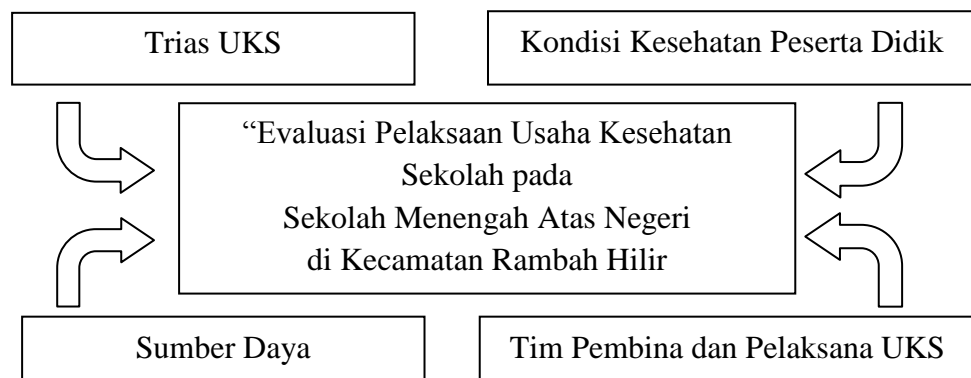 Trias UKS
Kondisi Kesehatan Peserta Didik
“Evaluasi Pelaksaan Usaha Kesehatan
Sekolah pada
Sekolah Menengah Atas Negeri
di Kecamatan Rambah Hilir
Sumber Daya
Tim Pembina dan Pelaksana UKS